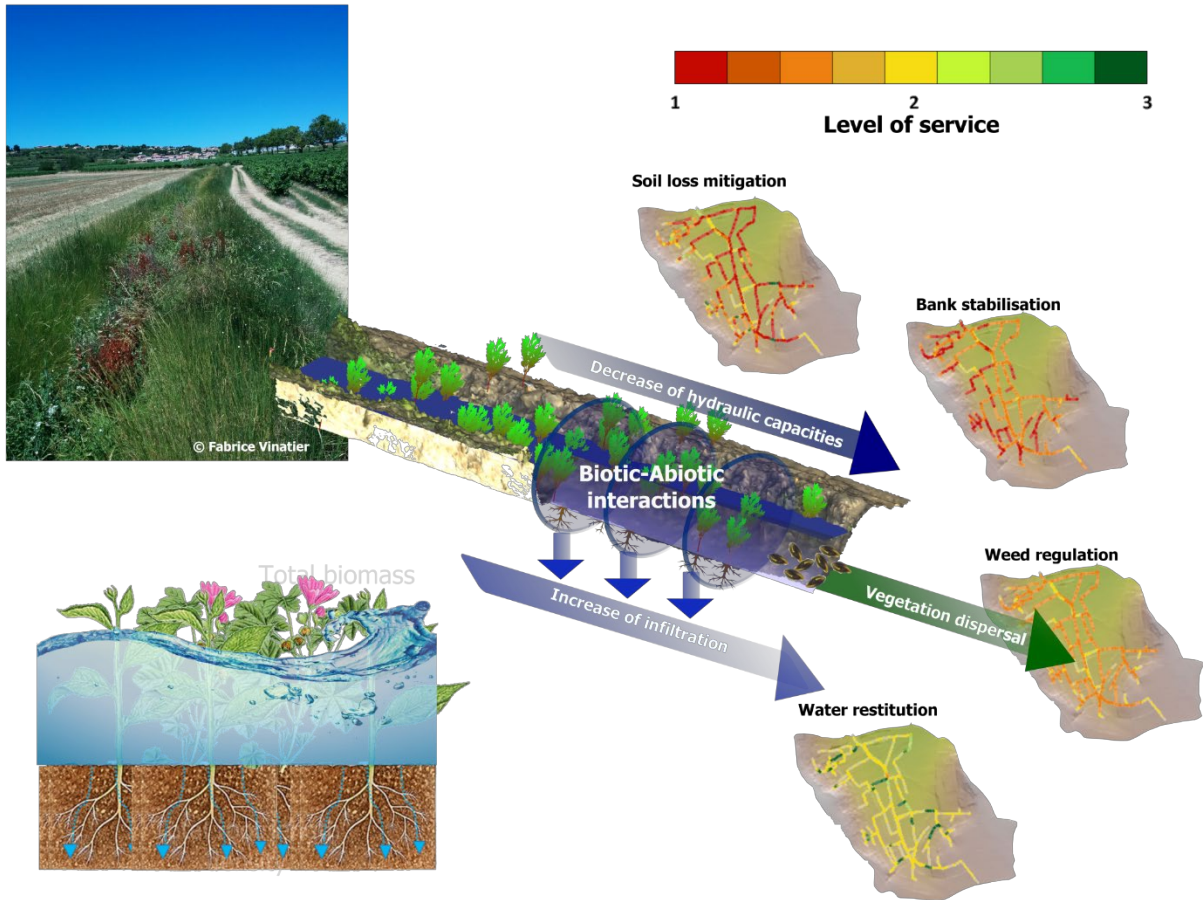 1
2
3
Level of service
Soil loss mitigation
Bank stabilisation
Decrease of hydraulic capacities
© Fabrice Vinatier
Biotic-Abiotic
interactions
Weed regulation
Total biomass
Vegetation dispersal
Increase of infiltration
Water restitution